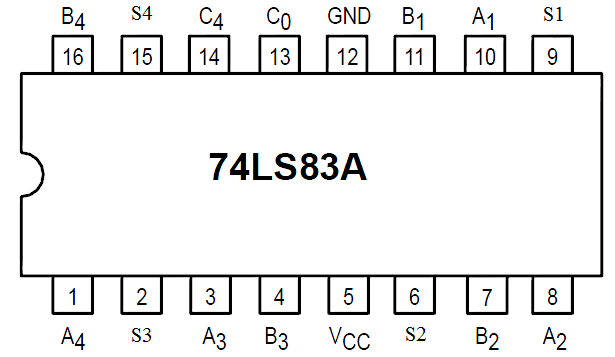 B4 S4 C4 C0 GND B1 A1 S1
16 15 14 13 12 11 10 9
74LS83A
1 2 3 4 5 6 7 8
A4 S3 A3 B3 VCC S2 B2 A2